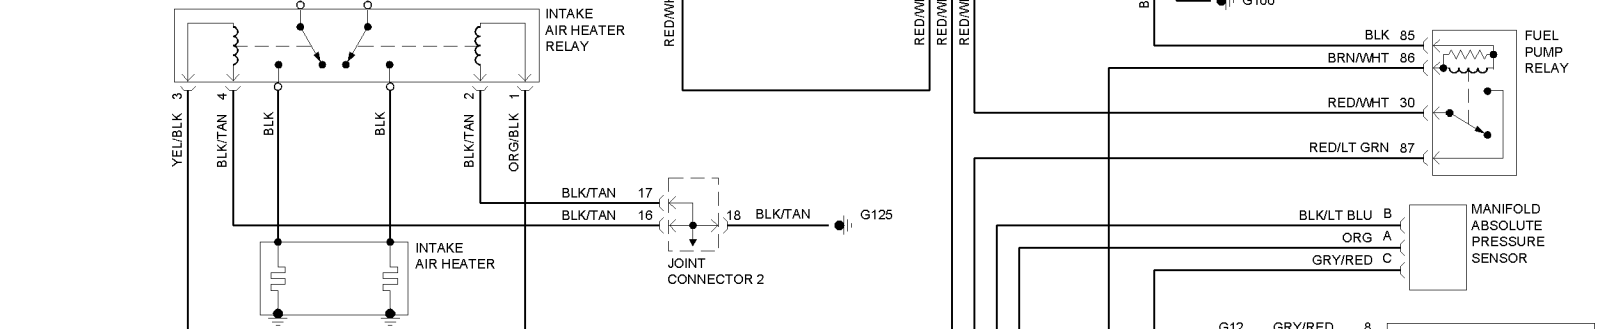 INTAKE
AIR HEATER
RELAY
3
4
2
1
YEL/BLK
BLK/TAN
BLK
BLK
BLK/TAN
ORG/BLK
INTAKE
AIR HEATER
BLK/TAN 17
BLK/TAN 16
18 BLK/TAN
G125
JOINT
CONNECTOR 2
BLK 85
BRN/WHT 86
RED/WHT 30
RED/LT GRN 87
FUEL
PUMP
RELAY
BLK/LT BLU B
ORG A
GRY/RED C
MANIFOLD
ABSOLUTE
PRESSURE
SENSOR
G12 GRY/RED 8